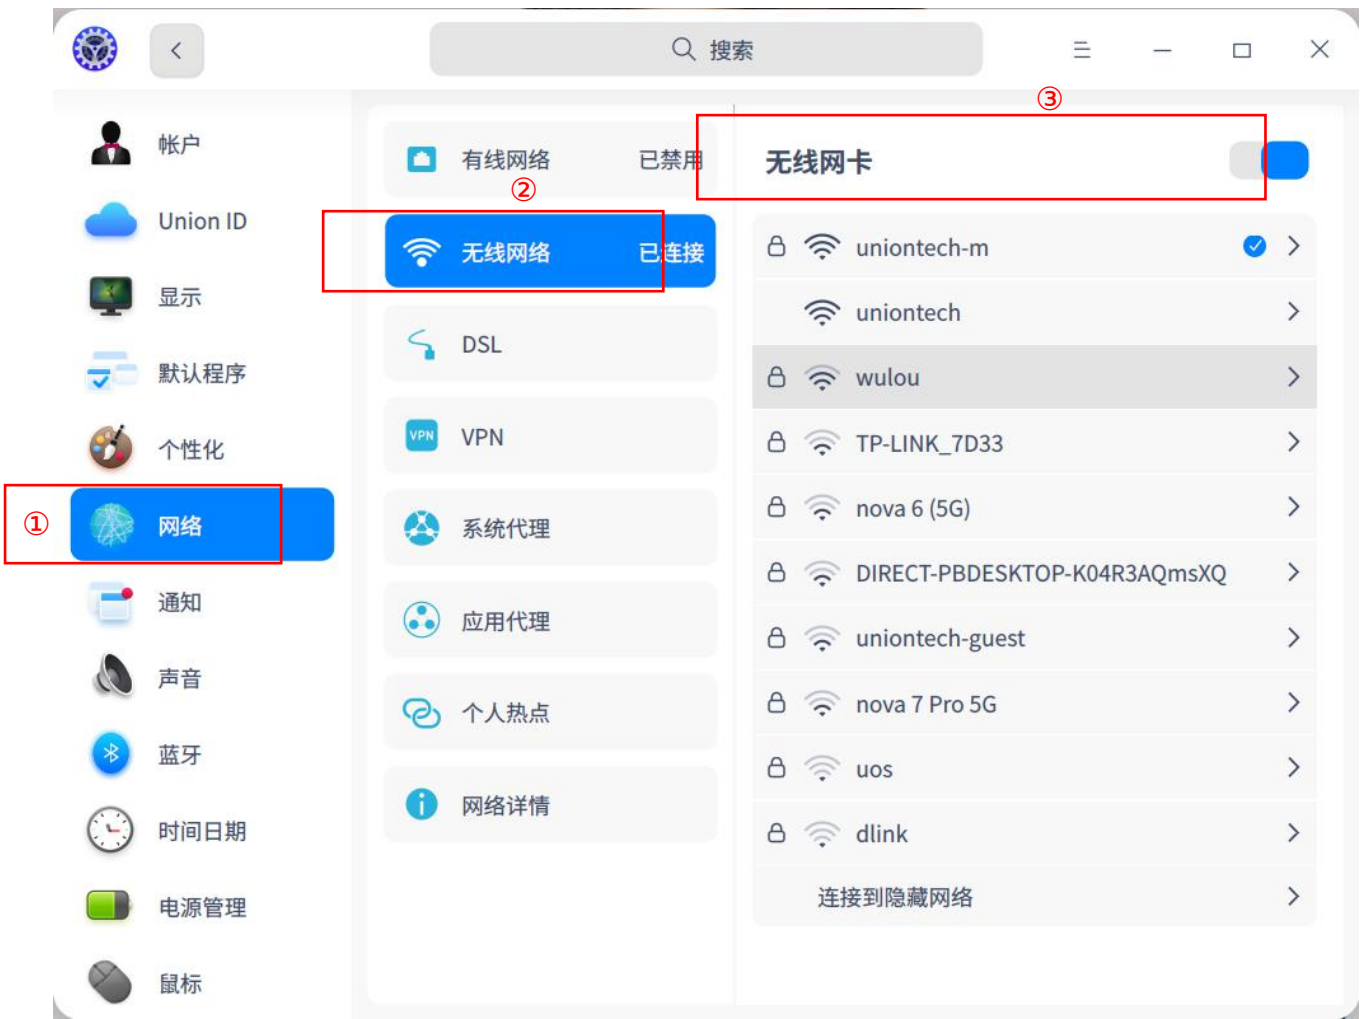 搜索
帐户
Union ID
显示
默认程序
个性化
① 网络
通知
声音
蓝牙
时间日期
电源管理
鼠标
有线网络 已禁用
②
无线网络 已连接
DSL
VPN VPN
系统代理
应用代理
个人热点
网络详情
③
无线网卡
uniontech-m
uniontech
wulou
TP-LINK_7D33
nova 6 (5G)
DIRECT-PBDESKTOP-K04R3AQmsXQ
uniontech-guest
nova 7 Pro 5G
uos
dlink
连接到隐藏网络